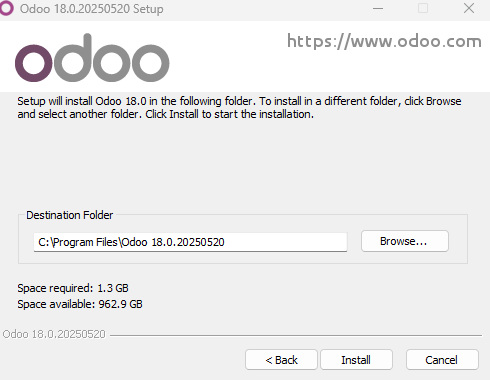 Odoo 18.0.20250520 Setup
odoo
https://www.odoo.com
Setup will install Odoo 18.0 in the following folder. To install in a different folder, click Browse
and select another folder. Click Install to start the installation.
Destination Folder
C:\Program Files\Odoo 18.0.20250520
Browse...
Space required: 1.3 GB
Space available: 962.9 GB
Odoo 18.0.20250520
< Back
Install
Cancel